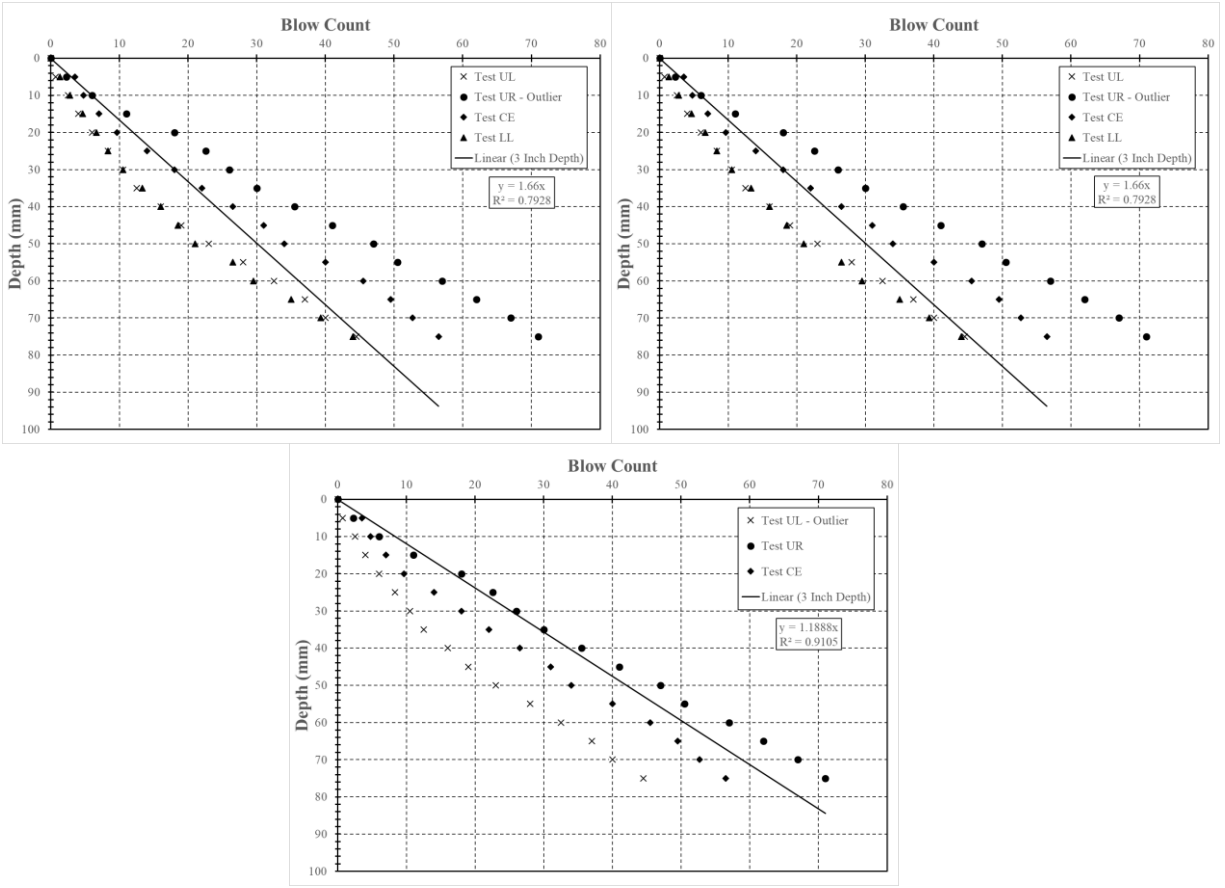 Blow Count
0 10 20 30 40 50 60 70 80
0
10
20
30
40
50
60
70
80
90
100
Depth (mm)
Test UL
Test UR - Outlier
Test CE
Test LL
Linear (3 Inch Depth)
y = 1.66x
R² = 0.7928
Blow Count
0 10 20 30 40 50 60 70 80
0
10
20
30
40
50
60
70
80
90
100
Depth (mm)
Test UL
Test UR - Outlier
Test CE
Test LL
Linear (3 Inch Depth)
y = 1.66x
R² = 0.7928
Blow Count
0 10 20 30 40 50 60 70 80
0
10
20
30
40
50
60
70
80
90
100
Depth (mm)
Test UL - Outlier
Test UR
Test CE
Linear (3 Inch Depth)
y = 1.1888x
R² = 0.9105